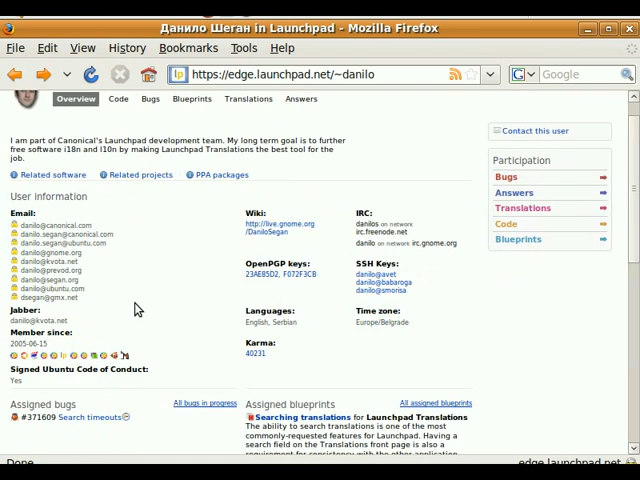 Данило Шеган in Launchpad - Mozilla Firefox
File Edit View History Bookmarks Tools Help
lp https://edge.launchpad.net/~danilo G Google
Overview Code Bugs Blueprints Translations Answers
I am part of Canonical's Launchpad development team. My long term goal is to further
free software i18n and l10n by making Launchpad Translations the best tool for the
job.
Related software Related projects PPA packages
User information
Email:
danilo@canonical.com
danilo.segan@canonical.com
danilo.segan@ubuntu.com
danilo@gnome.org
danilo@kvota.net
danilo@prevod.org
danilo@segan.org
danilo@ubuntu.com
dsegan@gmx.net
Jabber:
danilo@kvota.net
Member since:
2005-06-15
Signed Ubuntu Code of Conduct:
Yes
Wiki:
http://live.gnome.org
/DaniloSegan
OpenPGP keys:
23AE85D2, F072F3CB
Languages:
English, Serbian
Karma:
40231
IRC:
danilos on network
irc.freenode.net
danilo on network irc.gnome.org
SSH Keys:
danilo@avet
danilo@babaroga
danilo@smorisa
Time zone:
Europe/Belgrade
Contact this user
Participation
Bugs
Answers
Translations
Code
Blueprints
Assigned bugs All bugs in progress
#371609 Search timeouts
Assigned blueprints All assigned blueprints
Searching translations for Launchpad Translations
The ability to search translations is one of the most
commonly-requested features for Launchpad. Having a
search field on the Translations front page is also a
requirement for consistency with the other application
Done
edge.launchpad.net